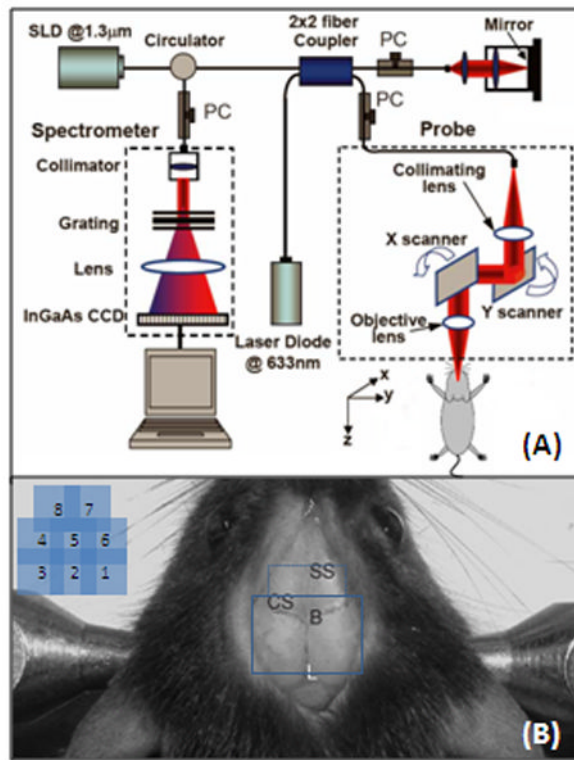 SLD @1.3µm
Circulator
2x2 fiber
Coupler
PC
Mirror
PC
PC
Spectrometer
Probe
Collimator
Collimating
lens
Grating
X scanner
Lens
InGaAs CCD
Y scanner
Objective
lens
Laser Diode
@ 633nm
x
y
z
(A)
8 7
4 5 6
3 2 1
SS
CS
B
L
(B)